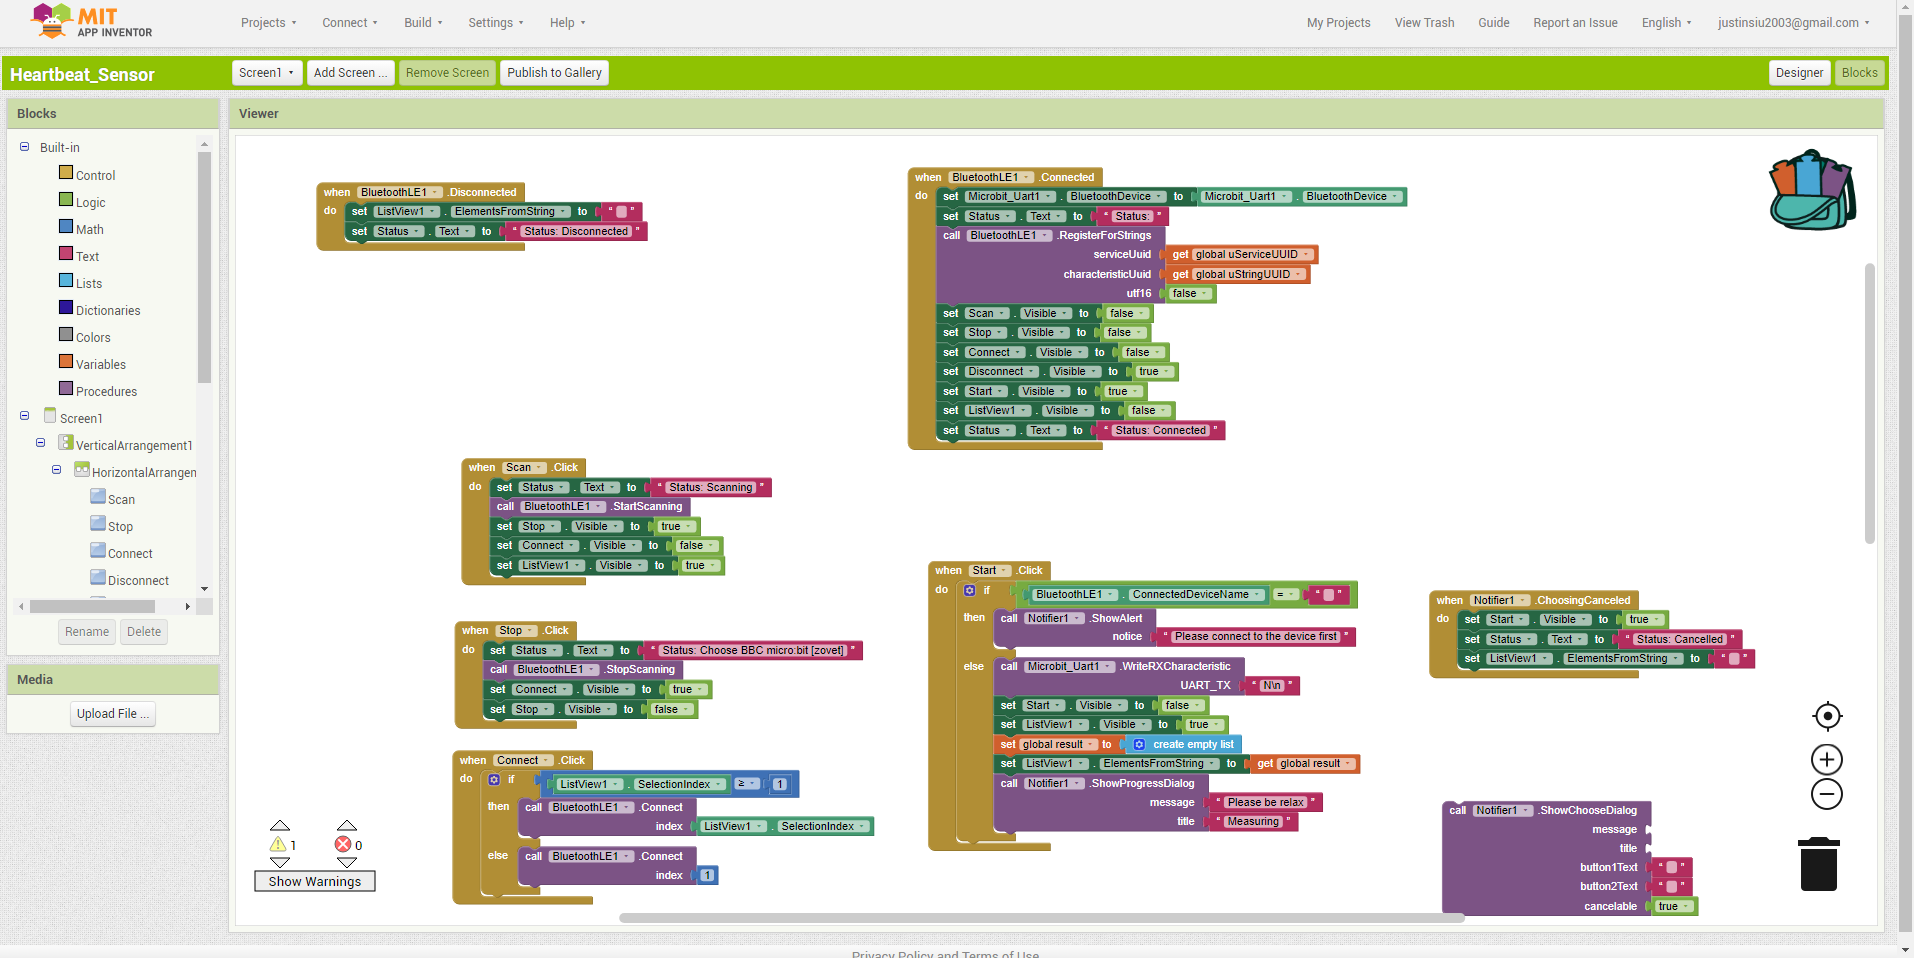 MIT
APP INVENTOR
Projects
Connect
Build
Settings
Help
My Projects
View Trash
Guide
Report an Issue
English
justinsiu2003@gmail.com
Heartbeat_Sensor
Screen1
Add Screen ...
Remove Screen
Publish to Gallery
Designer
Blocks
Blocks
Built-in
Control
Logic
Math
Text
Lists
Dictionaries
Colors
Variables
Procedures
Screen1
VerticalArrangement1
HorizontalArrangen
Scan
Stop
Connect
Disconnect
Rename
Delete
Media
Upload File ...
Viewer
when BluetoothLE1 .Disconnected
do set ListView1 . ElementsFromString to " "
set Status . Text to " Status: Disconnected "
when BluetoothLE1 .Connected
do set Microbit_Uart1 . BluetoothDevice to Microbit_Uart1 . BluetoothDevice
set Status . Text to " Status: "
call BluetoothLE1 .RegisterForStrings
serviceUuid get global uServiceUUID
characteristicUuid get global uStringUUID
utf16 false
set Scan . Visible to false
set Stop . Visible to false
set Connect . Visible to false
set Disconnect . Visible to true
set Start . Visible to true
set ListView1 . Visible to false
set Status . Text to " Status: Connected "
when Scan .Click
do set Status . Text to " Status: Scanning "
call BluetoothLE1 .StartScanning
set Stop . Visible to true
set Connect . Visible to false
set ListView1 . Visible to true
when Stop .Click
do set Status . Text to " Status: Choose BBC micro:bit [zovet] "
call BluetoothLE1 .StopScanning
set Connect . Visible to true
set Stop . Visible to false
when Connect .Click
do if ListView1 . SelectionIndex ≥ 1
then call BluetoothLE1 .Connect
index ListView1 . SelectionIndex
else call BluetoothLE1 .Connect
index 1
when Start .Click
do if BluetoothLE1 . ConnectedDeviceName = " "
then call Notifier1 .ShowAlert
notice " Please connect to the device first "
else call Microbit_Uart1 .WriteRXCharacteristic
UART_TX " N\n "
set Start . Visible to false
set ListView1 . Visible to true
set global result to create empty list
set ListView1 . ElementsFromString to get global result
call Notifier1 .ShowProgressDialog
message " Please be relax "
title " Measuring "
when Notifier1 .ChoosingCanceled
do set Start . Visible to true
set Status . Text to " Status: Cancelled "
set ListView1 . ElementsFromString to " "
call Notifier1 .ShowChooseDialog
message
title
button1Text " "
button2Text " "
cancelable true
1
0
Show Warnings
Privacy Policy and Terms of Use